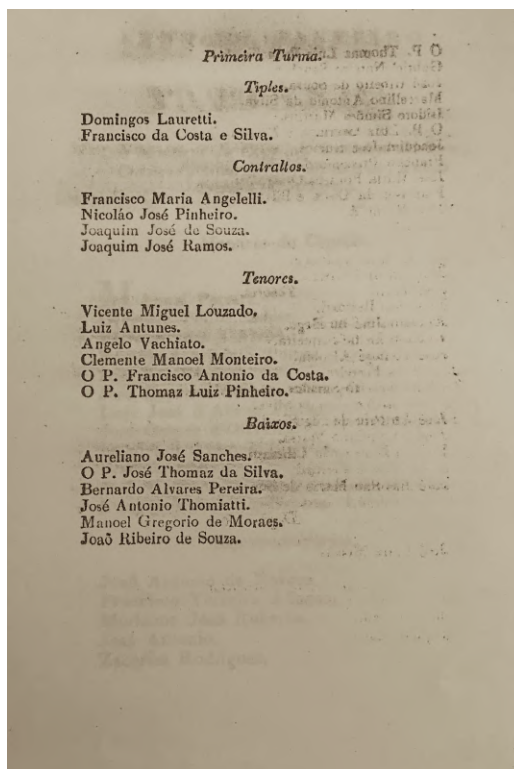 Primeira Turma.
Tiples.
Domingos Lauretti.
Francisco da Costa e Silva.
Contraltos.
Francisco Maria Angelelli.
Nicoláo José Pinheiro.
Joaquim José de Souza.
Joaquim José Ramos.
Tenores.
Vicente Miguel Louzado.
Luiz Antunes.
Angelo Vachiato.
Clemente Manoel Monteiro.
O P. Francisco Antonio da Costa.
O P. Thomaz Luiz Pinheiro.
Baixos.
Aureliano José Sanches.
O P. José Thomaz da Silva.
Bernardo Alvares Pereira.
José Antonio Thomiatti.
Manoel Gregorio de Moraes.
Joaõ Ribeiro de Souza.